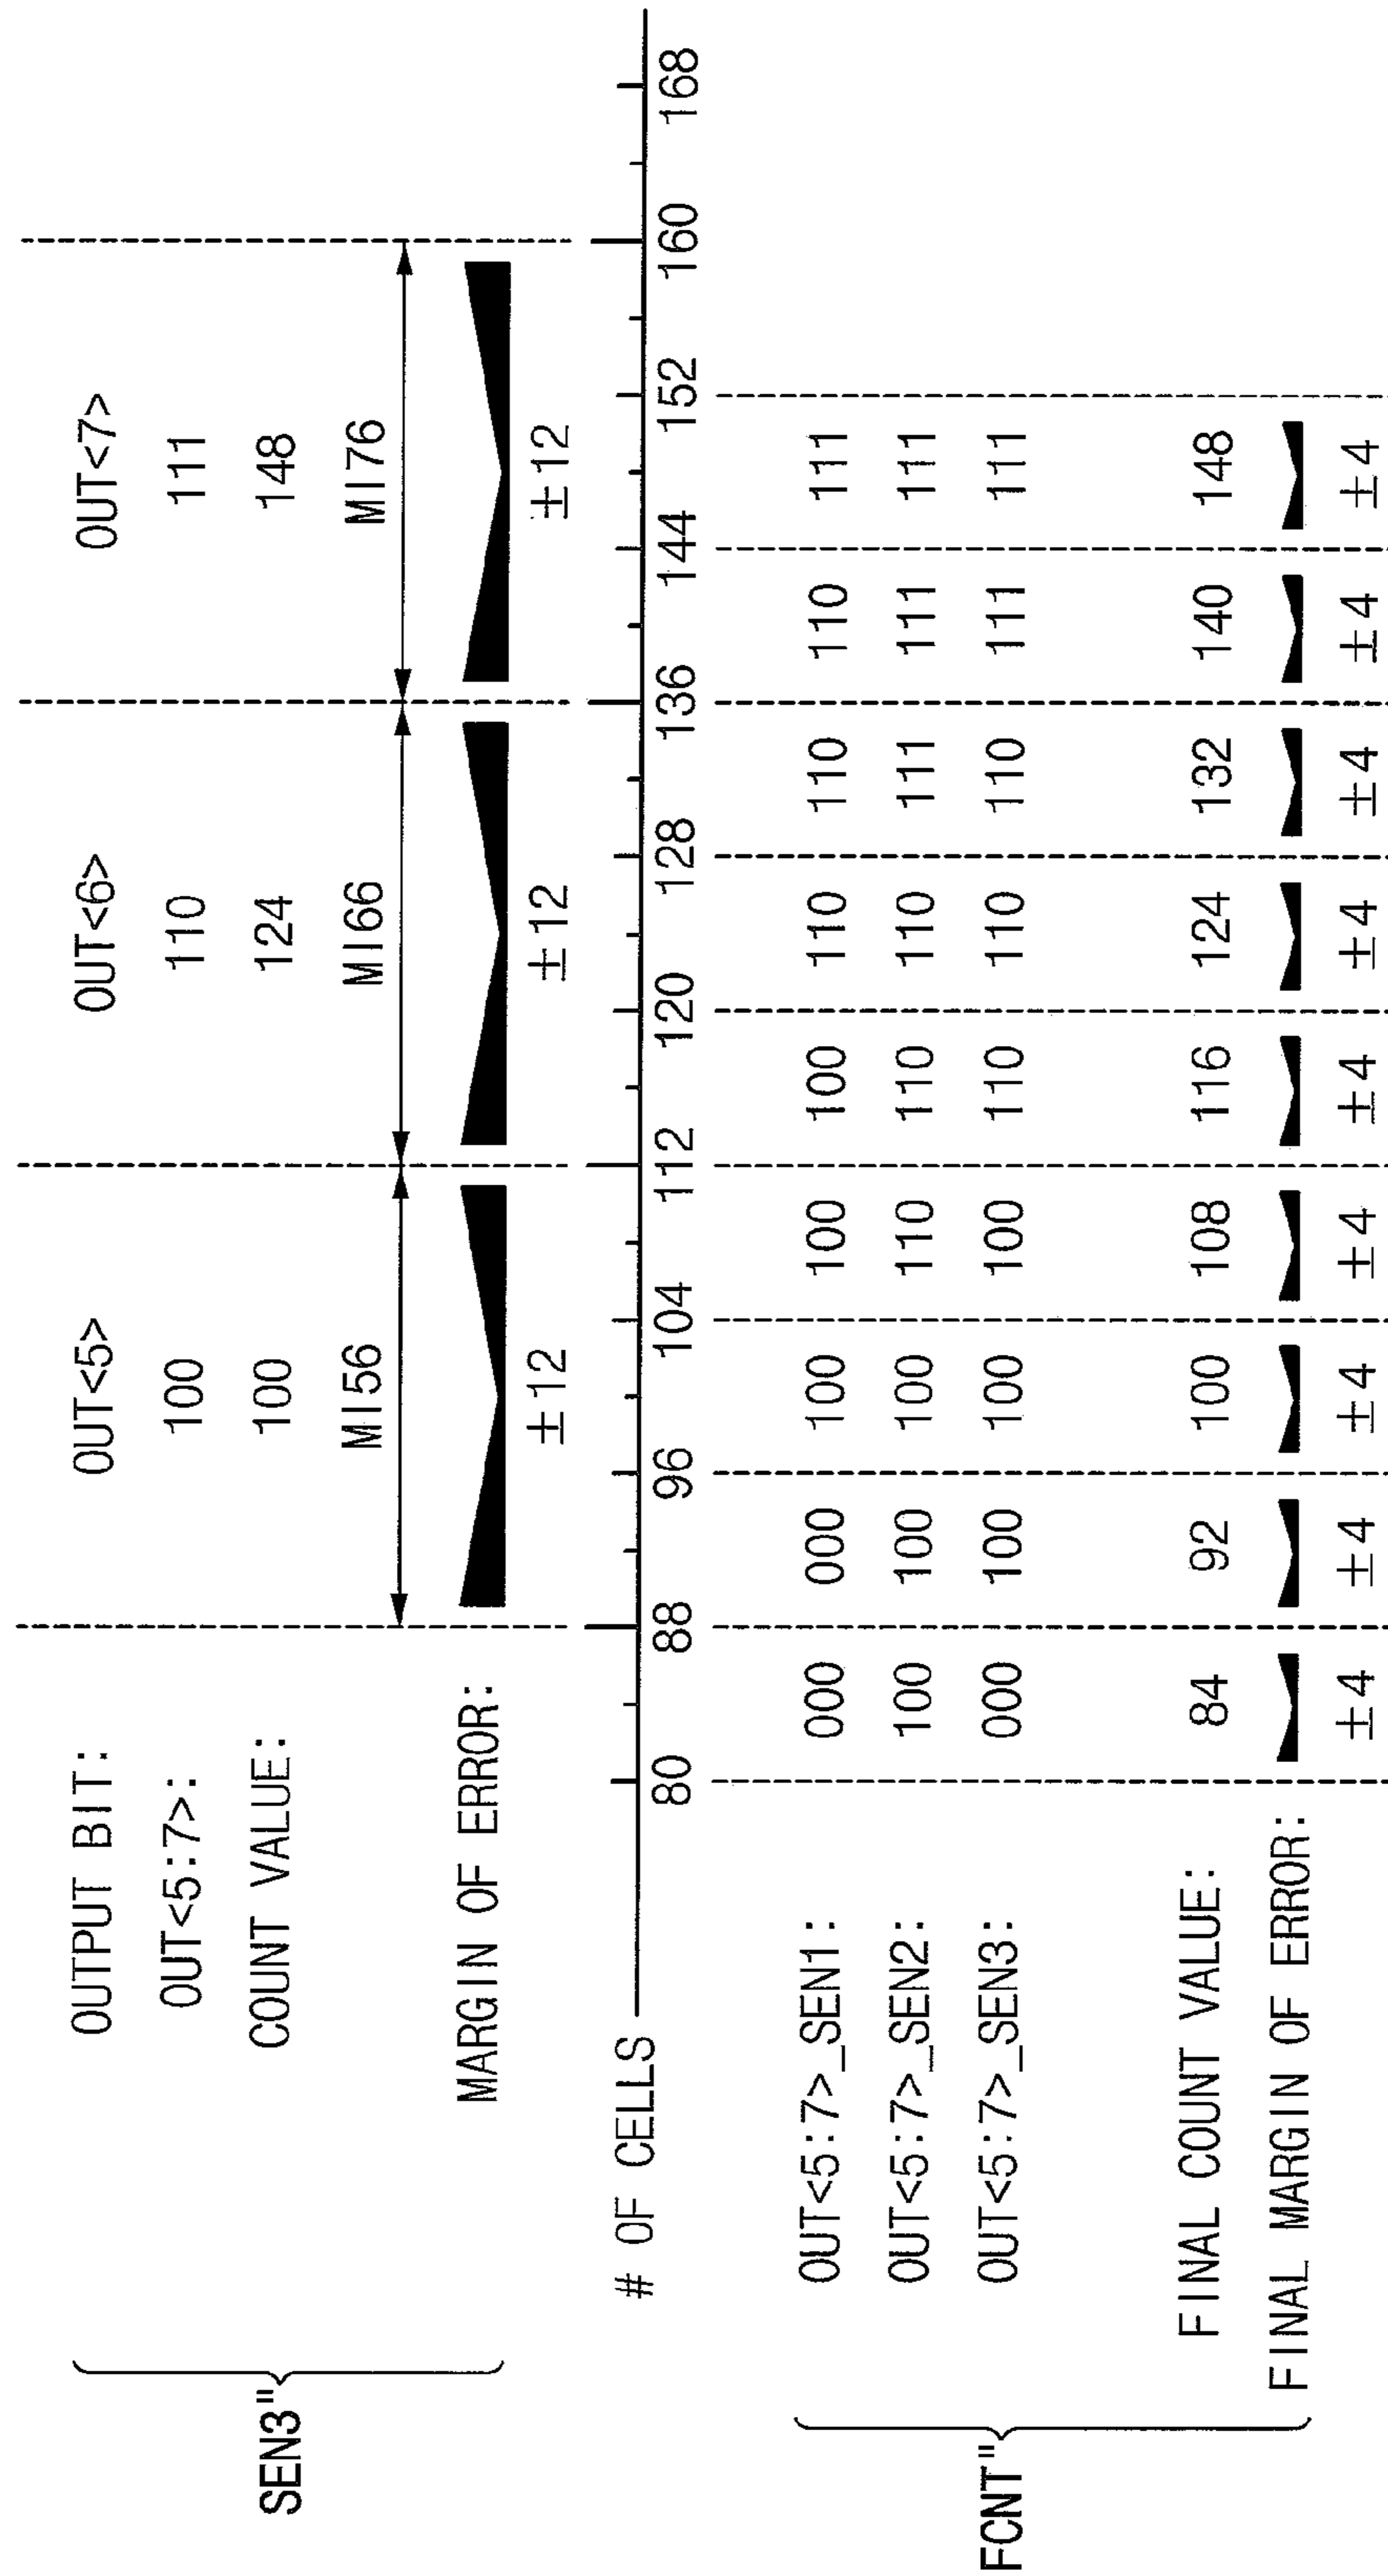 SEN3"
OUTPUT BIT: OUT<5> OUT<6> OUT<7>
OUT<5:7>: 100 110 111
COUNT VALUE: 100 124 148
MI56 MI66 MI76
MARGIN OF ERROR: ±12 ±12 ±12
# OF CELLS 80 88 96 104 112 120 128 136 144 152 160 168
FCNT"
OUT<5:7>_SEN1: 000 000 100 100 100 110 110 110 111
OUT<5:7>_SEN2: 100 100 100 110 110 110 111 111 111
OUT<5:7>_SEN3: 000 100 100 100 110 110 110 111 111
FINAL COUNT VALUE: 84 92 100 108 116 124 132 140 148
FINAL MARGIN OF ERROR: ±4 ±4 ±4 ±4 ±4 ±4 ±4 ±4 ±4